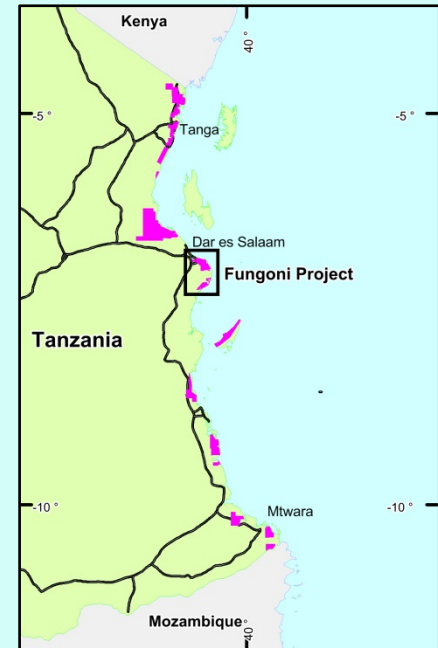 Kenya
40°
-5°
-5°
Tanga
Dar es Salaam
Fungoni Project
Tanzania
-10°
Mtwara
-10°
Mozambique
40°